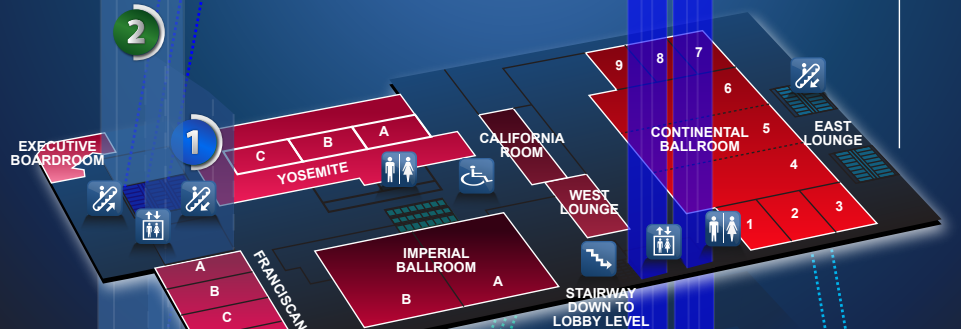 2
1
EXECUTIVE
BOARDROOM
C
B
A
YOSEMITE
CALIFORNIA
ROOM
WEST
LOUNGE
9
8
7
6
5
4
CONTINENTAL
BALLROOM
1
2
3
EAST
LOUNGE
IMPERIAL
BALLROOM
B
A
FRANCISCAN
A
B
C
STAIRWAY
DOWN TO
LOBBY LEVEL